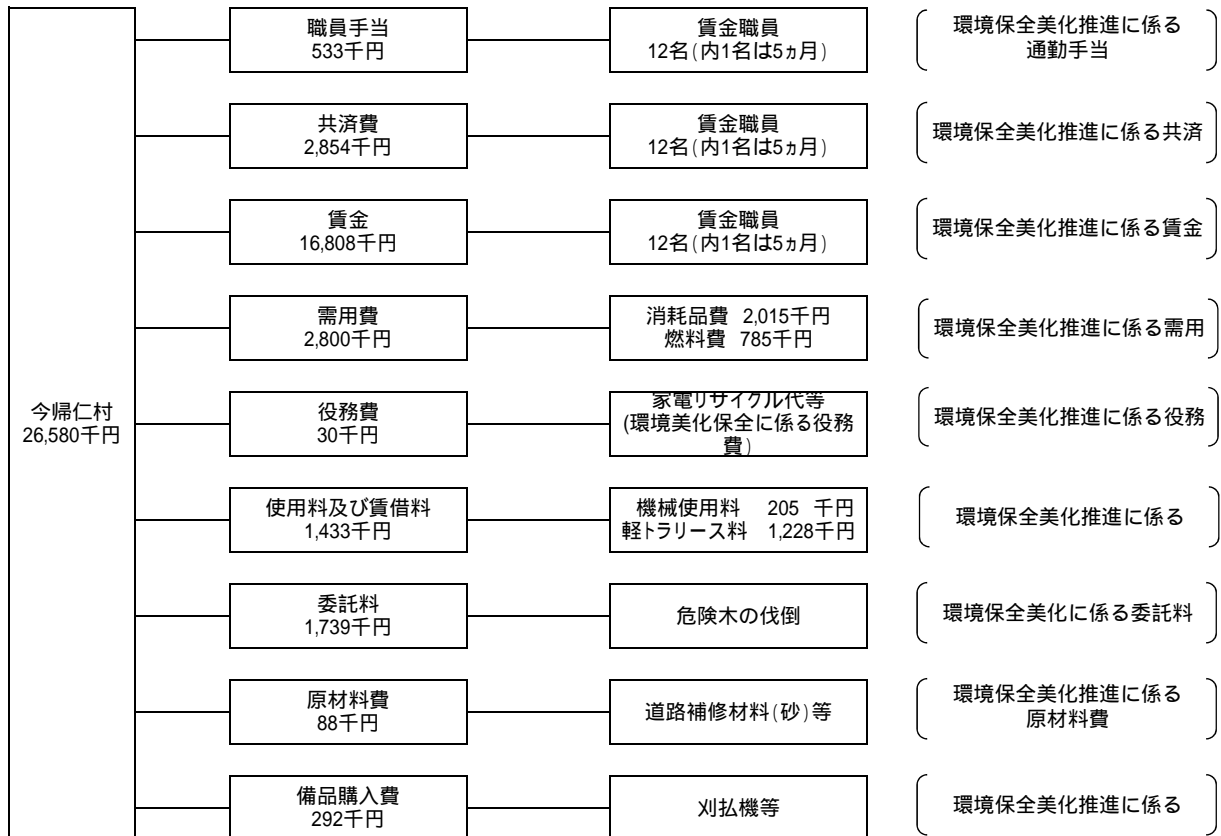 今帰仁村
26,580千円
職員手当
533千円
賃金職員
12名(内1名は5ヵ月)
環境保全美化推進に係る
通勤手当
共済費
2,854千円
賃金職員
12名(内1名は5ヵ月)
環境保全美化推進に係る共済
賃金
16,808千円
賃金職員
12名(内1名は5ヵ月)
環境保全美化推進に係る賃金
需用費
2,800千円
消耗品費 2,015千円
燃料費 785千円
環境保全美化推進に係る需用
役務費
30千円
家電リサイクル代等
(環境美化保全に係る役務
費)
環境保全美化推進に係る役務
使用料及び賃借料
1,433千円
機械使用料 205 千円
軽トラリース料 1,228千円
環境保全美化推進に係る
委託料
1,739千円
危険木の伐倒
環境保全美化に係る委託料
原材料費
88千円
道路補修材料(砂)等
環境保全美化推進に係る
原材料費
備品購入費
292千円
刈払機等
環境保全美化推進に係る